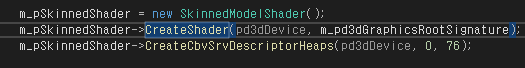 m_pSkinnedShader = new SkinnedModelShader();
m_pSkinnedShader->CreateShader(pd3dDevice, m_pd3dGraphicsRootSignature);
m_pSkinnedShader->CreateCbvSrvDescriptorHeaps(pd3dDevice, 0, 76);